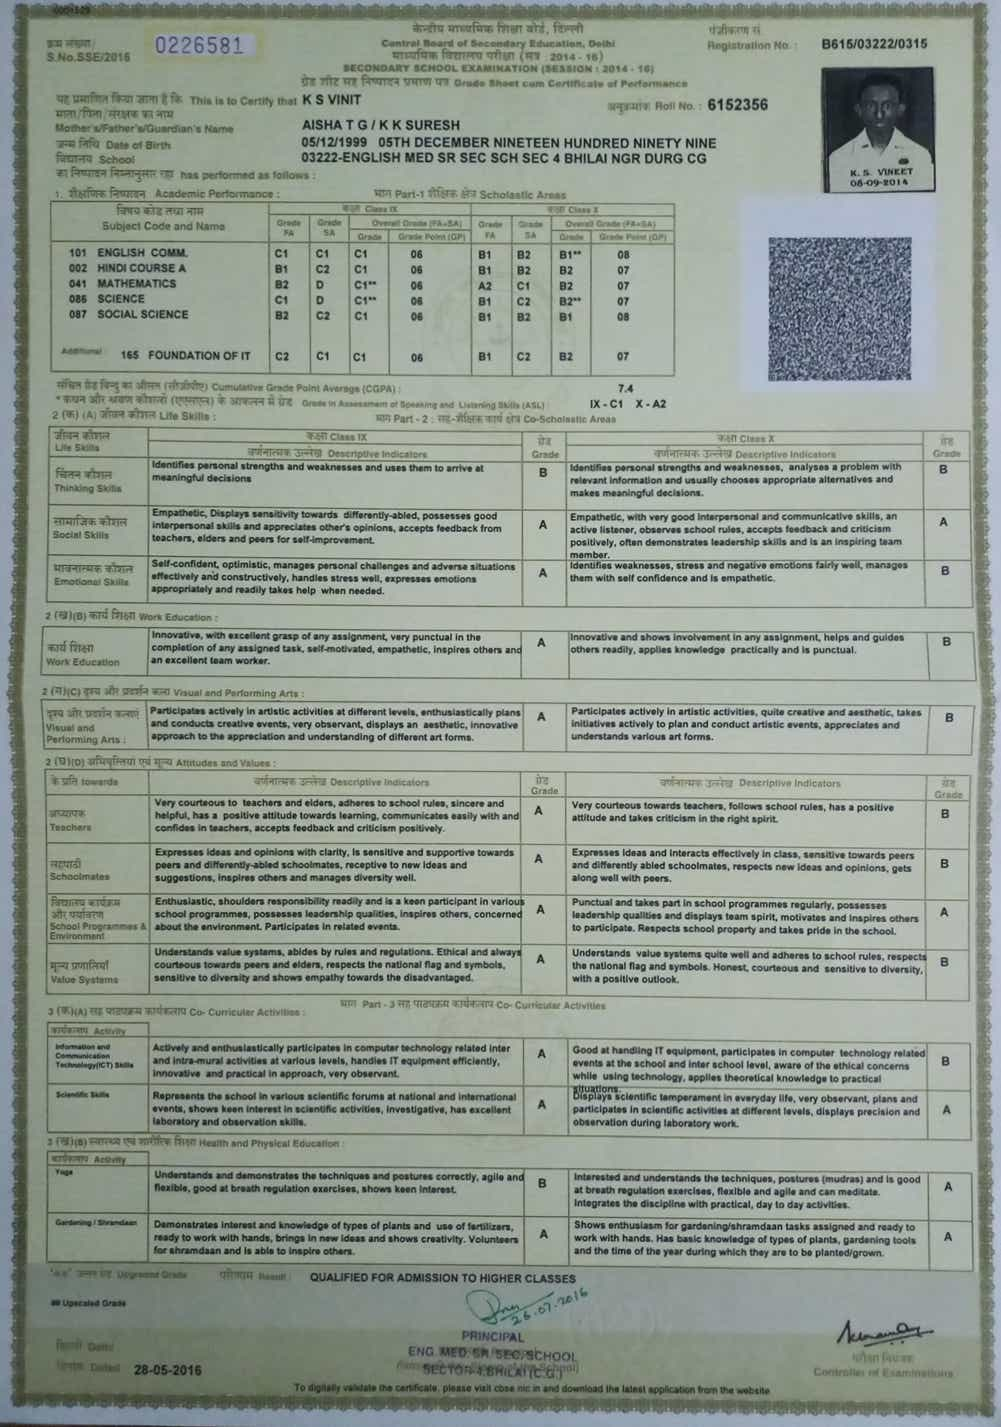 केन्द्रीय माध्यमिक शिक्षा बोर्ड, दिल्ली
Central Board of Secondary Education, Delhi
क्रम संख्या /
S.No.SSE/2016
0226581
पंजीकरण सं.
Registration No. : B615/03222/0315
माध्यमिक विद्यालय परीक्षा (सत्र : 2014 - 16)
SECONDARY SCHOOL EXAMINATION (SESSION : 2014 - 16)
ग्रेड शीट सह निष्पादन प्रमाण पत्र Grade Sheet cum Certificate of Performance
यह प्रमाणित किया जाता है कि This is to Certify that K S VINIT
अनुक्रमांक Roll No. : 6152356
माता/पिता/संरक्षक का नाम
Mother's/Father's/Guardian's Name AISHA T G / K K SURESH
जन्म तिथि Date of Birth 05/12/1999 05TH DECEMBER NINETEEN HUNDRED NINETY NINE
विद्यालय School 03222-ENGLISH MED SR SEC SCH SEC 4 BHILAI NGR DURG CG
का निष्पादन निम्नानुसार रहा has performed as follows :
K. S. VINEET
08-09-2014
1. शैक्षणिक निष्पादन Academic Performance : भाग Part-1 शैक्षिक क्षेत्र Scholastic Areas
विषय कोड तथा नाम
Subject Code and Name
कक्षा Class IX कक्षा Class X
Grade FA Grade SA Overall Grade (FA+SA) Grade FA Grade SA Overall Grade (FA+SA)
Grade Grade Point (GP) Grade Grade Point (GP)
101 ENGLISH COMM. C1 C1 C1 06 B1 B2 B1** 08
002 HINDI COURSE A B1 C2 C1 06 B1 B2 B2 07
041 MATHEMATICS B2 D C1** 06 A2 C1 B2 07
086 SCIENCE C1 D C1** 06 B1 C2 B2** 07
087 SOCIAL SCIENCE B2 C2 C1 06 B1 B2 B1 08
Additional : 165 FOUNDATION OF IT C2 C1 C1 06 B1 C2 B2 07
संचित ग्रेड बिन्दु का औसत (सीजीपीए) Cumulative Grade Point Average (CGPA) : 7.4
* कथन और श्रवण कौशलों (एएसएल) के आकलन में ग्रेड Grade in Assessment of Speaking and Listening Skills (ASL) : IX - C1 X - A2
2 (क) (A) जीवन कौशल Life Skills : भाग Part - 2 : सह-शैक्षिक क्षेत्र Co-Scholastic Areas
जीवन कौशल
Life Skills
कक्षा Class IX
वर्णनात्मक उल्लेख Descriptive Indicators
ग्रेड
Grade
कक्षा Class X
वर्णनात्मक उल्लेख Descriptive Indicators
ग्रेड
Grade
चिंतन कौशल
Thinking Skills
Identifies personal strengths and weaknesses and uses them to arrive at
meaningful decisions
B
Identifies personal strengths and weaknesses, analyses a problem with
relevant information and usually chooses appropriate alternatives and
makes meaningful decisions.
B
सामाजिक कौशल
Social Skills
Empathetic, Displays sensitivity towards differently-abled, possesses good
interpersonal skills and appreciates other's opinions, accepts feedback from
teachers, elders and peers for self-improvement.
A
Empathetic, with very good interpersonal and communicative skills, an
active listener, observes school rules, accepts feedback and criticism
positively, often demonstrates leadership skills and is an inspiring team
member.
A
भावनात्मक कौशल
Emotional Skills
Self-confident, optimistic, manages personal challenges and adverse situations
effectively and constructively, handles stress well, expresses emotions
appropriately and readily takes help when needed.
A
Identifies weaknesses, stress and negative emotions fairly well, manages
them with self confidence and is empathetic.
B
2 (ख)(B) कार्य शिक्षा Work Education :
कार्य शिक्षा
Work Education
Innovative, with excellent grasp of any assignment, very punctual in the
completion of any assigned task, self-motivated, empathetic, inspires others and
an excellent team worker.
A
Innovative and shows involvement in any assignment, helps and guides
others readily, applies knowledge practically and is punctual.
B
2 (ग)(C) दृश्य और प्रदर्शन कला Visual and Performing Arts :
दृश्य और प्रदर्शन कलाएं
Visual and
Performing Arts :
Participates actively in artistic activities at different levels, enthusiastically plans
and conducts creative events, very observant, displays an aesthetic, innovative
approach to the appreciation and understanding of different art forms.
A
Participates actively in artistic activities, quite creative and aesthetic, takes
initiatives actively to plan and conduct artistic events, appreciates and
understands various art forms.
B
2 (घ)(D) अभिवृत्तियां एवं मूल्य Attitudes and Values :
के प्रति towards
वर्णनात्मक उल्लेख Descriptive Indicators
ग्रेड
Grade
वर्णनात्मक उल्लेख Descriptive Indicators
ग्रेड
Grade
अध्यापक
Teachers
Very courteous to teachers and elders, adheres to school rules, sincere and
helpful, has a positive attitude towards learning, communicates easily with and
confides in teachers, accepts feedback and criticism positively.
A
Very courteous towards teachers, follows school rules, has a positive
attitude and takes criticism in the right spirit.
B
सहपाठी
Schoolmates
Expresses ideas and opinions with clarity, is sensitive and supportive towards
peers and differently-abled schoolmates, receptive to new ideas and
suggestions, inspires others and manages diversity well.
A
Expresses ideas and interacts effectively in class, sensitive towards peers
and differently abled schoolmates, respects new ideas and opinions, gets
along well with peers.
B
विद्यालय कार्यक्रम
और पर्यावरण
School Programmes &
Environment
Enthusiastic, shoulders responsibility readily and is a keen participant in various
school programmes, possesses leadership qualities, inspires others, concerned
about the environment. Participates in related events.
A
Punctual and takes part in school programmes regularly, possesses
leadership qualities and displays team spirit, motivates and inspires others
to participate. Respects school property and takes pride in the school.
A
मूल्य प्रणालियां
Value Systems
Understands value systems, abides by rules and regulations. Ethical and always
courteous towards peers and elders, respects the national flag and symbols,
sensitive to diversity and shows empathy towards the disadvantaged.
A
Understands value systems quite well and adheres to school rules, respects
the national flag and symbols. Honest, courteous and sensitive to diversity,
with a positive outlook.
B
भाग Part - 3 सह पाठ्यक्रम कार्यकलाप Co- Curricular Activities
3 (क)(A) सह पाठ्यक्रम कार्यकलाप Co- Curricular Activities :
कार्यकलाप Activity
Information and
Communication
Technology(ICT) Skills
Actively and enthusiastically participates in computer technology related inter
and intra-mural activities at various levels, handles IT equipment efficiently,
innovative and practical in approach, very observant.
A
Good at handling IT equipment, participates in computer technology related
events at the school and inter school level, aware of the ethical concerns
while using technology, applies theoretical knowledge to practical
situations.
B
Scientific Skills
Represents the school in various scientific forums at national and international
events, shows keen interest in scientific activities, investigative, has excellent
laboratory and observation skills.
A
Displays scientific temperament in everyday life, very observant, plans and
participates in scientific activities at different levels, displays precision and
observation during laboratory work.
A
3 (ख)(B) स्वास्थ्य एवं शारीरिक शिक्षा Health and Physical Education :
कार्यकलाप Activity
Yoga
Understands and demonstrates the techniques and postures correctly, agile and
flexible, good at breath regulation exercises, shows keen interest.
B
Interested and understands the techniques, postures (mudras) and is good
at breath regulation exercises, flexible and agile and can meditate.
Integrates the discipline with practical, day to day activities.
A
Gardening / Shramdaan
Demonstrates interest and knowledge of types of plants and use of fertilizers,
ready to work with hands, brings in new ideas and shows creativity. Volunteers
for shramdaan and is able to inspire others.
A
Shows enthusiasm for gardening/shramdaan tasks assigned and ready to
work with hands. Has basic knowledge of types of plants, gardening tools
and the time of the year during which they are to be planted/grown.
A
Upgraded Grade परिणाम Result : QUALIFIED FOR ADMISSION TO HIGHER CLASSES
## Upscaled Grade
26.07.2016
PRINCIPAL
ENG. MED. SR. SEC. SCHOOL
SECTOR-4, BHILAI (C.G.)
दिल्ली Delhi
दिनांक Dated 28-05-2016
परीक्षा नियंत्रक
Controller of Examinations
To digitally validate the certificate, please visit cbse.nic.in and download the latest application from the website